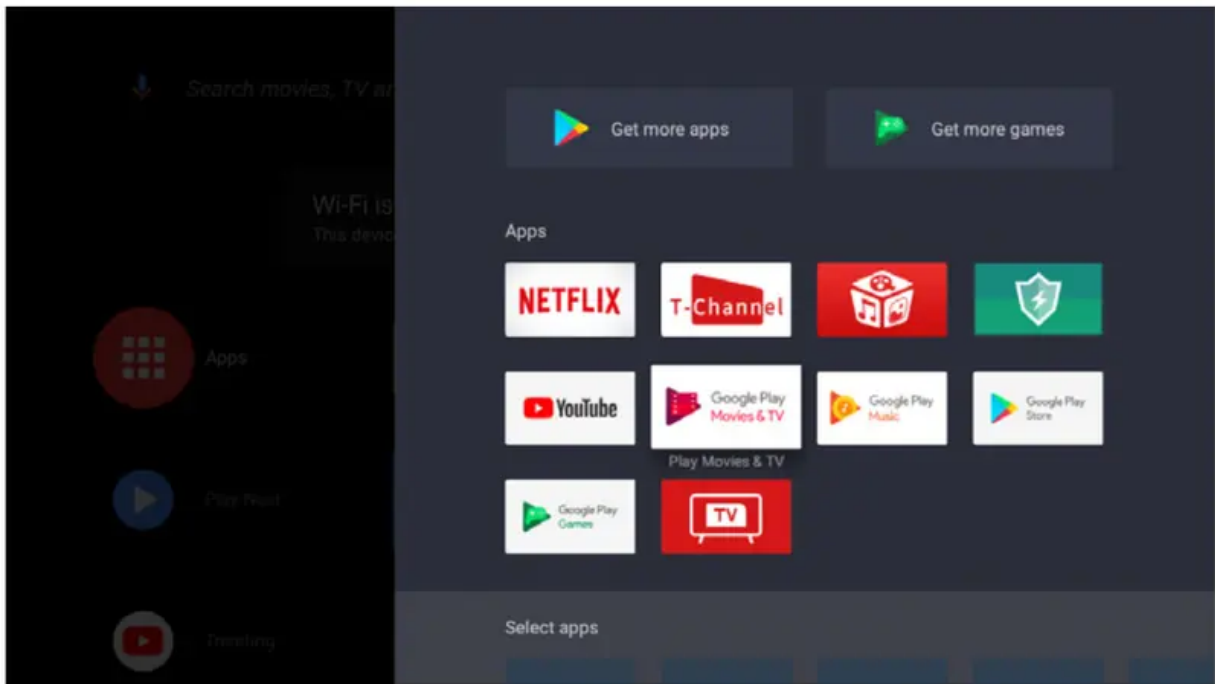 Search movies, TV ar
Get more apps
Get more games
Wi-Fi is
This devic
Apps
NETFLIX
T-Channel
YouTube
Google Play
Movies & TV
Google Play
Music
Google Play
Store
Apps
Play Movies & TV
Play Next
Google Play
Games
TV
Select apps
Trending